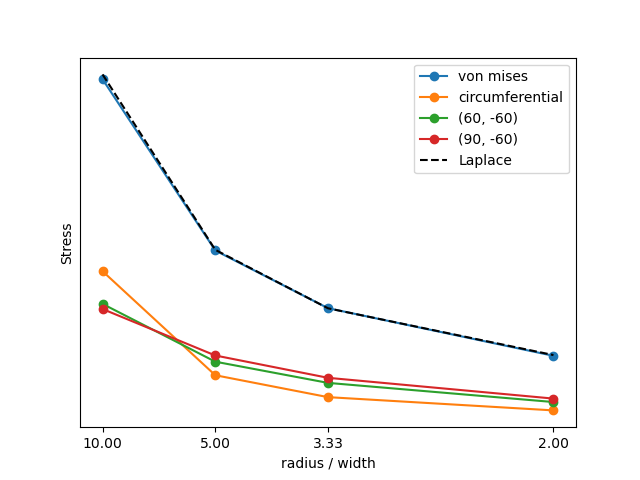 von mises
circumferential
(60, -60)
(90, -60)
Laplace
Stress
10.00 5.00 3.33 2.00
radius / width